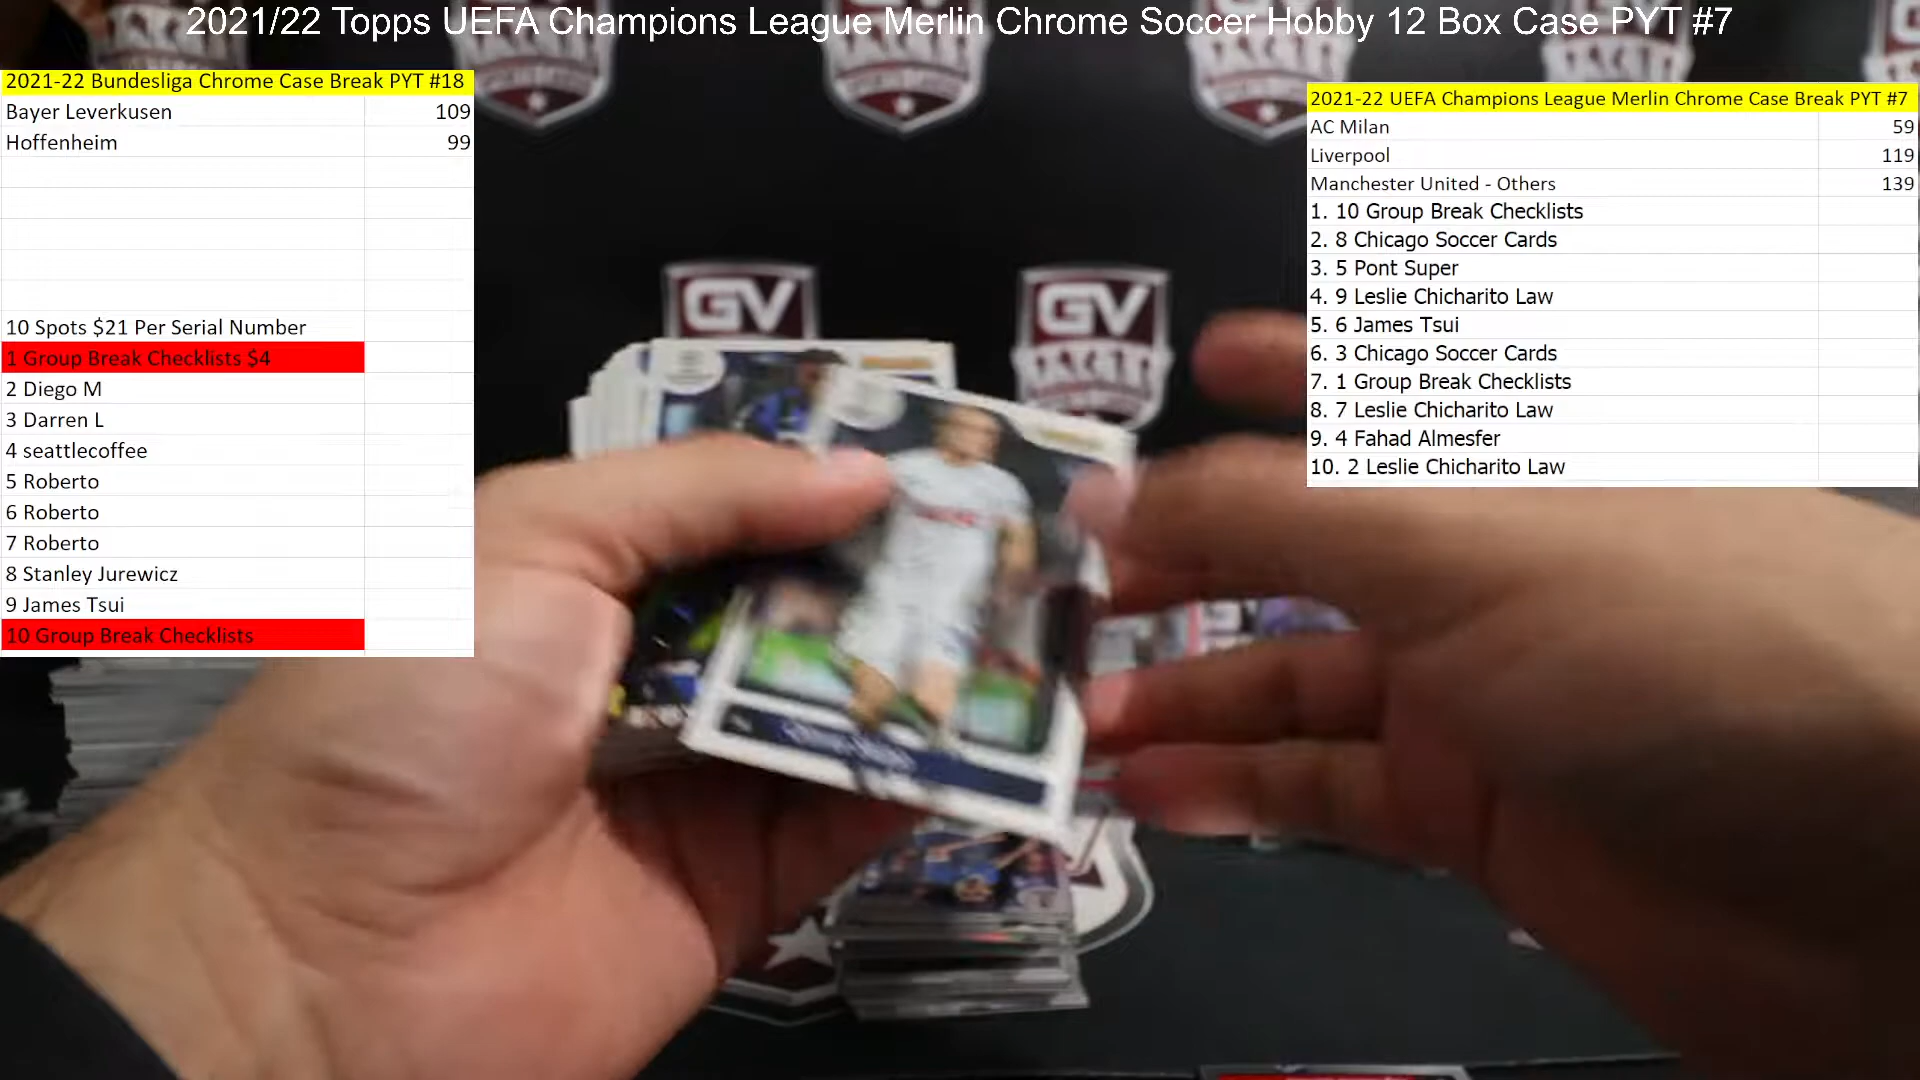 2021/22 Topps UEFA Champions League Merlin Chrome Soccer Hobby 12 Box Case PYT #7
2021-22 Bundesliga Chrome Case Break PYT #18
Bayer Leverkusen 109
Hoffenheim 99
10 Spots $21 Per Serial Number
1 Group Break Checklists $4
2 Diego M
3 Darren L
4 seattlecoffee
5 Roberto
6 Roberto
7 Roberto
8 Stanley Jurewicz
9 James Tsui
10 Group Break Checklists
2021-22 UEFA Champions League Merlin Chrome Case Break PYT #7
AC Milan 59
Liverpool 119
Manchester United - Others 139
1. 10 Group Break Checklists
2. 8 Chicago Soccer Cards
3. 5 Pont Super
4. 9 Leslie Chicharito Law
5. 6 James Tsui
6. 3 Chicago Soccer Cards
7. 1 Group Break Checklists
8. 7 Leslie Chicharito Law
9. 4 Fahad Almesfer
10. 2 Leslie Chicharito Law
GV
GV